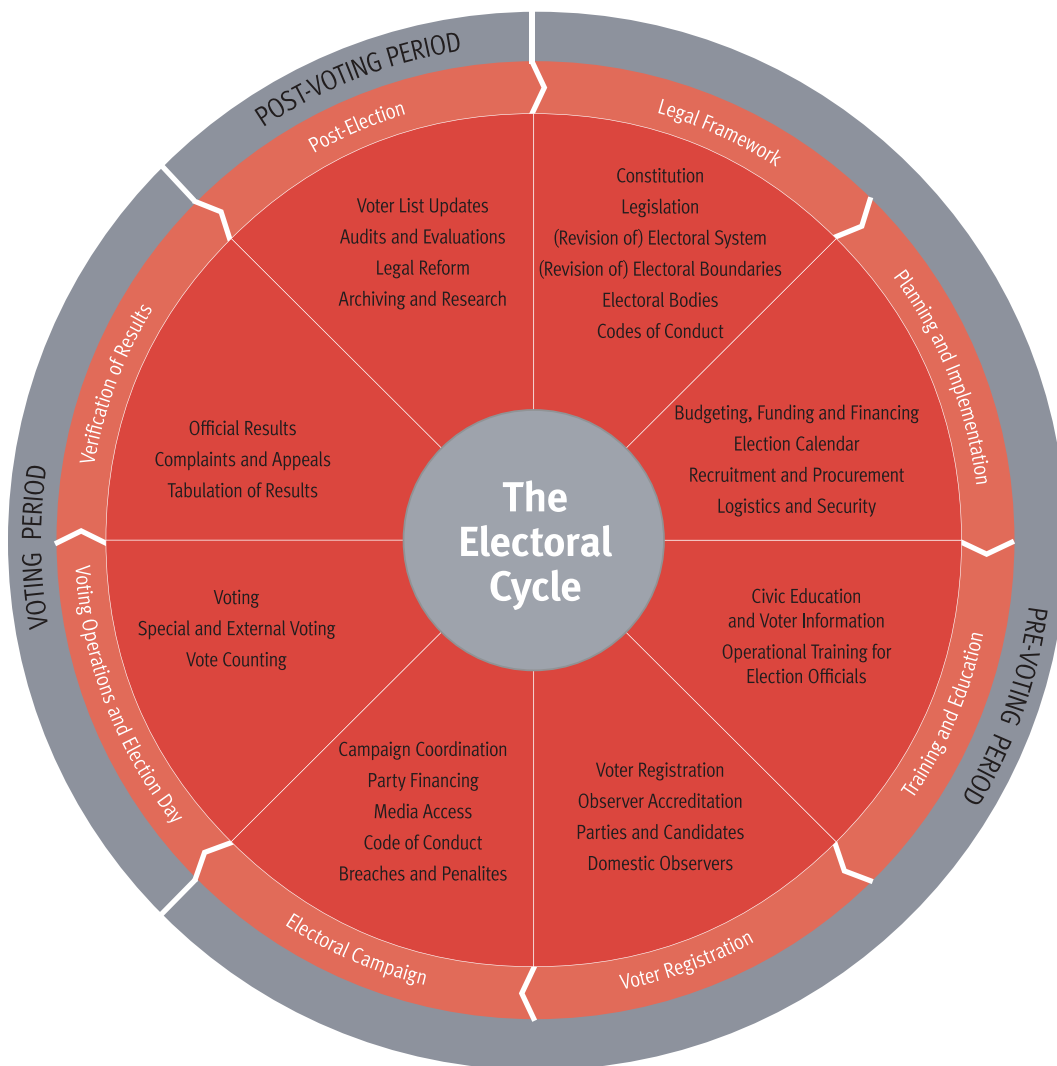 The
Electoral
Cycle
PRE-VOTING PERIOD
Legal Framework
Constitution
Legislation
(Revision of) Electoral System
(Revision of) Electoral Boundaries
Electoral Bodies
Codes of Conduct
Planning and Implementation
Budgeting, Funding and Financing
Election Calendar
Recruitment and Procurement
Logistics and Security
Training and Education
Civic Education
and Voter Information
Operational Training for
Election Officials
Voter Registration
Voter Registration
Observer Accreditation
Parties and Candidates
Domestic Observers
Electoral Campaign
Campaign Coordination
Party Financing
Media Access
Code of Conduct
Breaches and Penalites
VOTING PERIOD
Voting Operations and Election Day
Voting
Special and External Voting
Vote Counting
Verification of Results
Official Results
Complaints and Appeals
Tabulation of Results
POST-VOTING PERIOD
Post-Election
Voter List Updates
Audits and Evaluations
Legal Reform
Archiving and Research